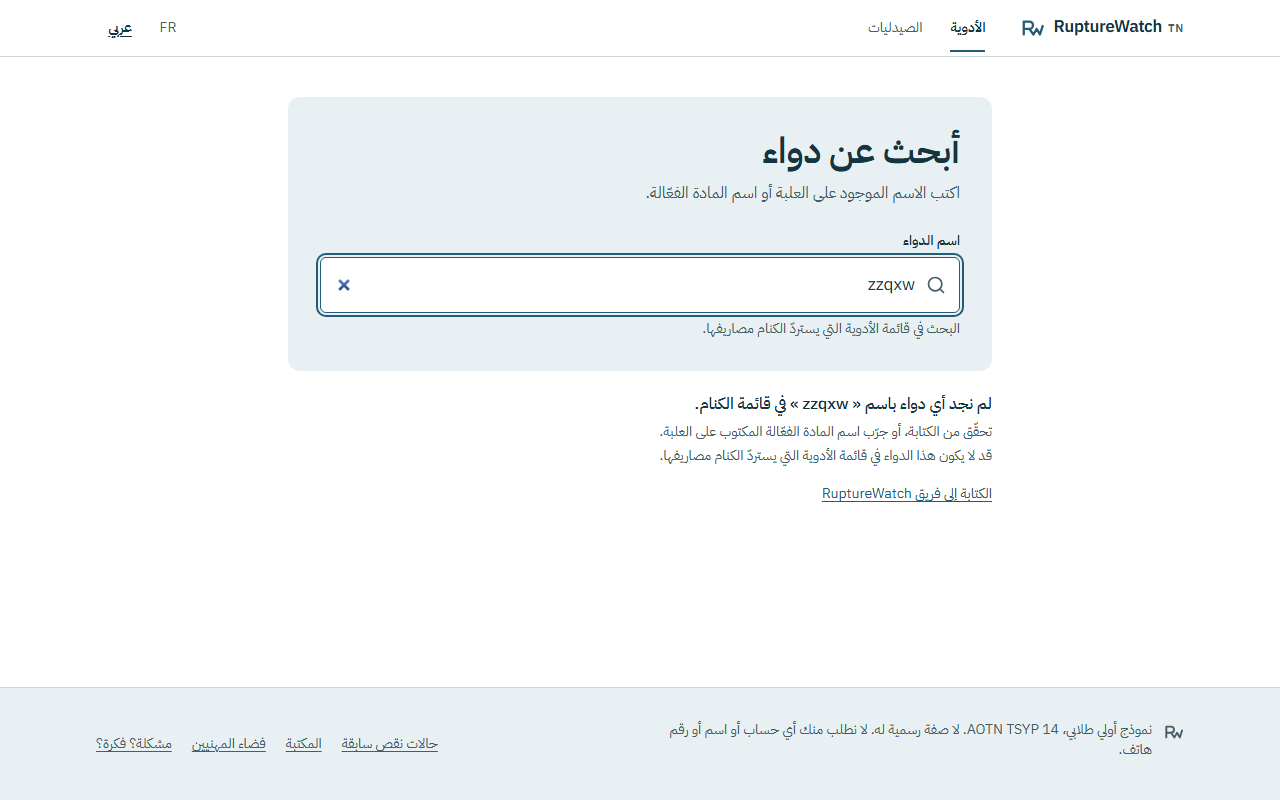 RuptureWatch TN
الأدوية
الصيدليات
FR
عربي
أبحث عن دواء
اكتب الاسم الموجود على العلبة أو اسم المادة الفعّالة.
اسم الدواء
zzqxw
البحث في قائمة الأدوية التي يستردّ الكنام مصاريفها.
لم نجد أي دواء باسم « zzqxw » في قائمة الكنام.
تحقّق من الكتابة، أو جرّب اسم المادة الفعّالة المكتوب على العلبة.
قد لا يكون هذا الدواء في قائمة الأدوية التي يستردّ الكنام مصاريفها.
الكتابة إلى فريق RuptureWatch
نموذج أولي طلابي، AOTN TSYP 14. لا صفة رسمية له. لا نطلب منك أي حساب أو اسم أو رقم
هاتف.
حالات نقص سابقة
المكتبة
فضاء المهنيين
مشكلة؟ فكرة؟